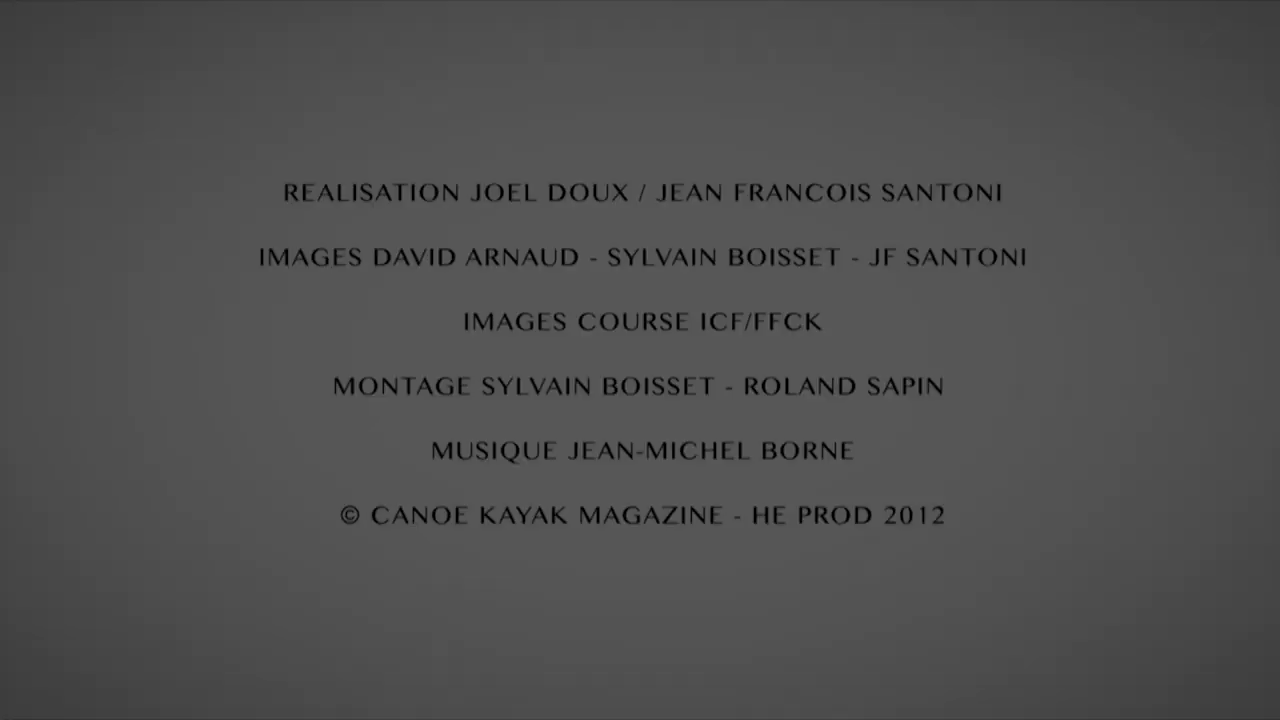 REALISATION JOEL DOUX / JEAN FRANCOIS SANTONI
IMAGES DAVID ARNAUD - SYLVAIN BOISSET - JF SANTONI
IMAGES COURSE ICF/FFCK
MONTAGE SYLVAIN BOISSET - ROLAND SAPIN
MUSIQUE JEAN-MICHEL BORNE
© CANOE KAYAK MAGAZINE - HE PROD 2012